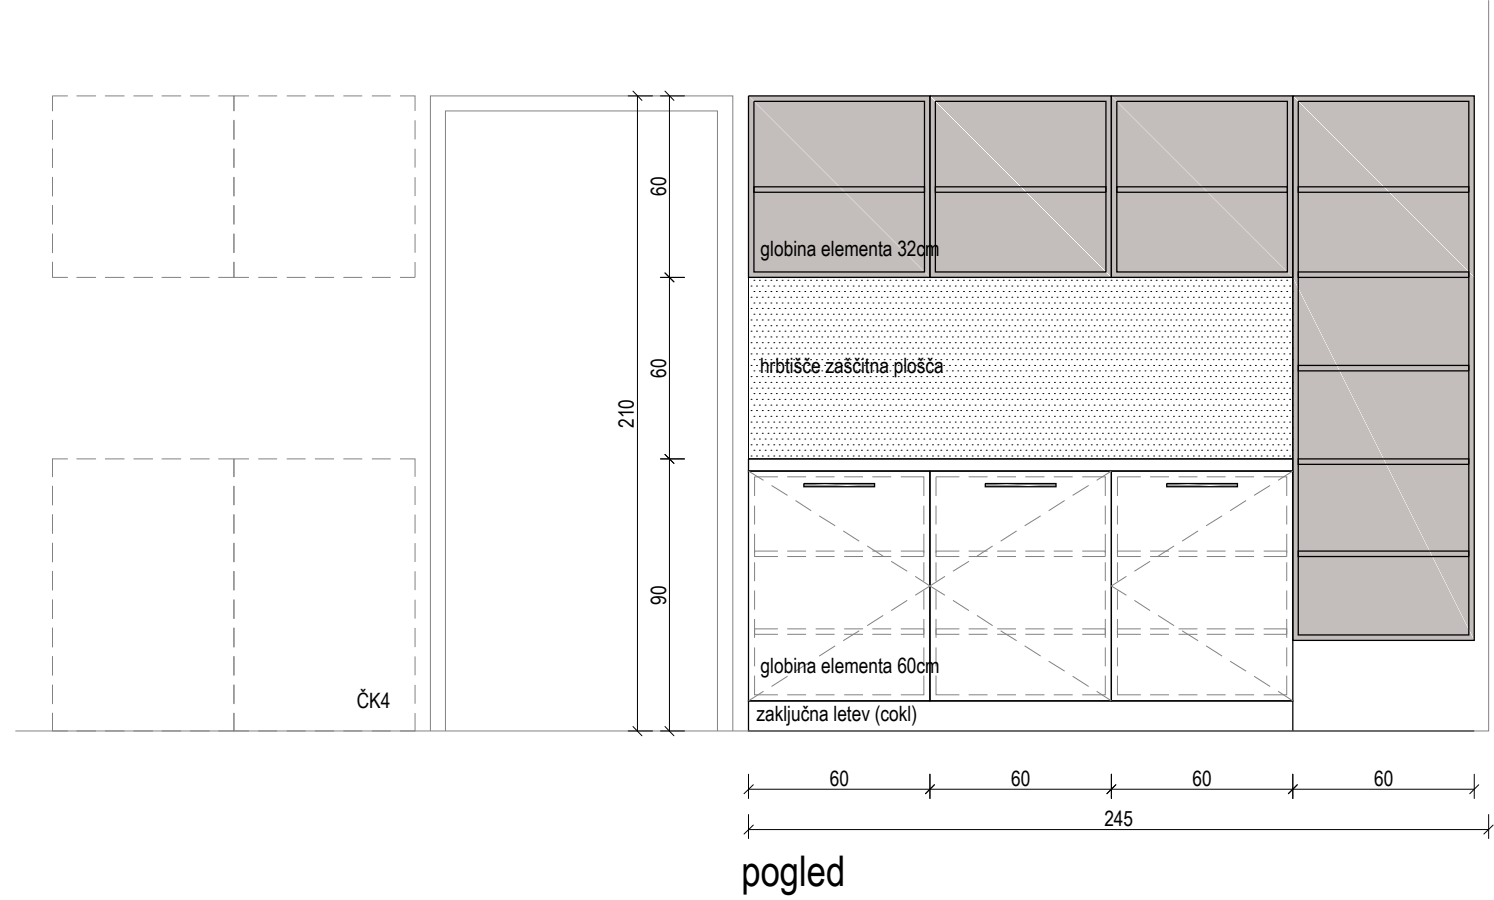 60
globina elementa 32cm
60
hrbtišče zaščitna plošča
210
90
globina elementa 60cm
ČK4
zaključna letev (cokl)
60
60
60
60
245
pogled